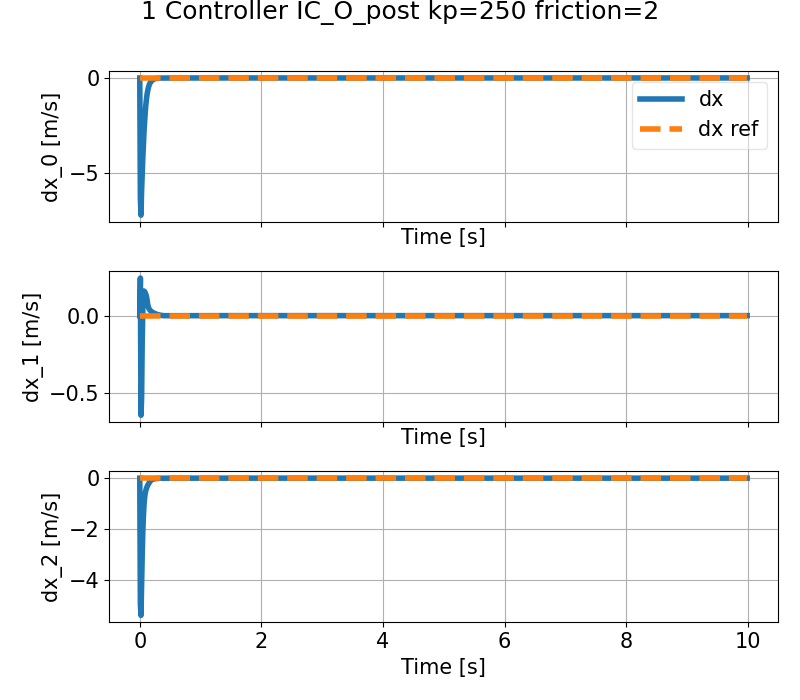 1 Controller IC_O_post kp=250 friction=2
dx_0 [m/s]
0
−5
dx
dx ref
Time [s]
dx_1 [m/s]
0.0
−0.5
Time [s]
dx_2 [m/s]
0
−2
−4
0 2 4 6 8 10
Time [s]